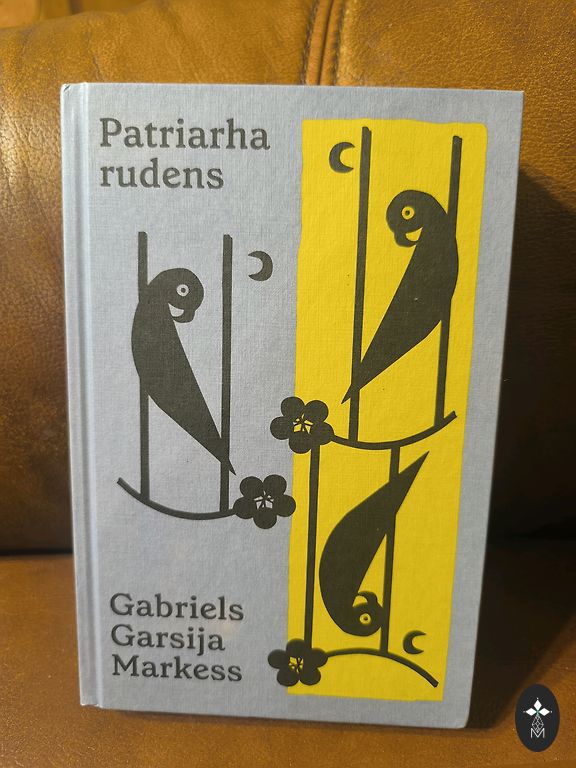 Patriarha
rudens
Gabriels
Garsija
Markess